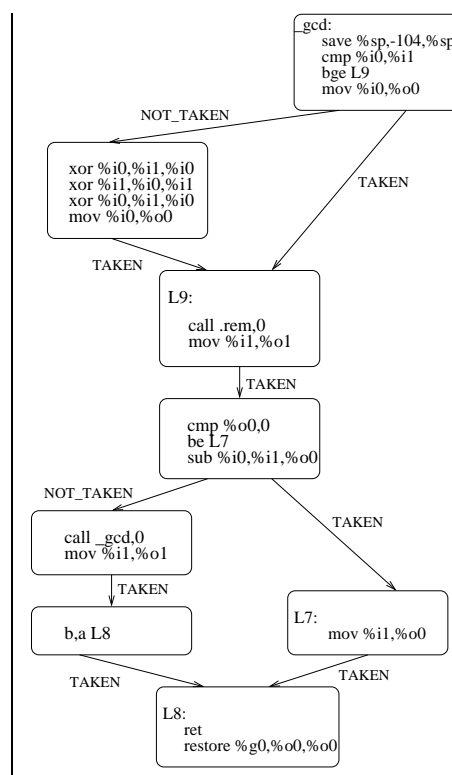 _gcd:
save %sp,-104,%sp
cmp %i0,%i1
bge L9
mov %i0,%o0
NOT_TAKEN
TAKEN
xor %i0,%i1,%i0
xor %i1,%i0,%i1
xor %i0,%i1,%i0
mov %i0,%o0
TAKEN
L9:
call .rem,0
mov %i1,%o1
TAKEN
cmp %o0,0
be L7
sub %i0,%i1,%o0
NOT_TAKEN
TAKEN
call _gcd,0
mov %i1,%o1
TAKEN
b,a L8
L7:
mov %i1,%o0
TAKEN
TAKEN
L8:
ret
restore %g0,%o0,%o0